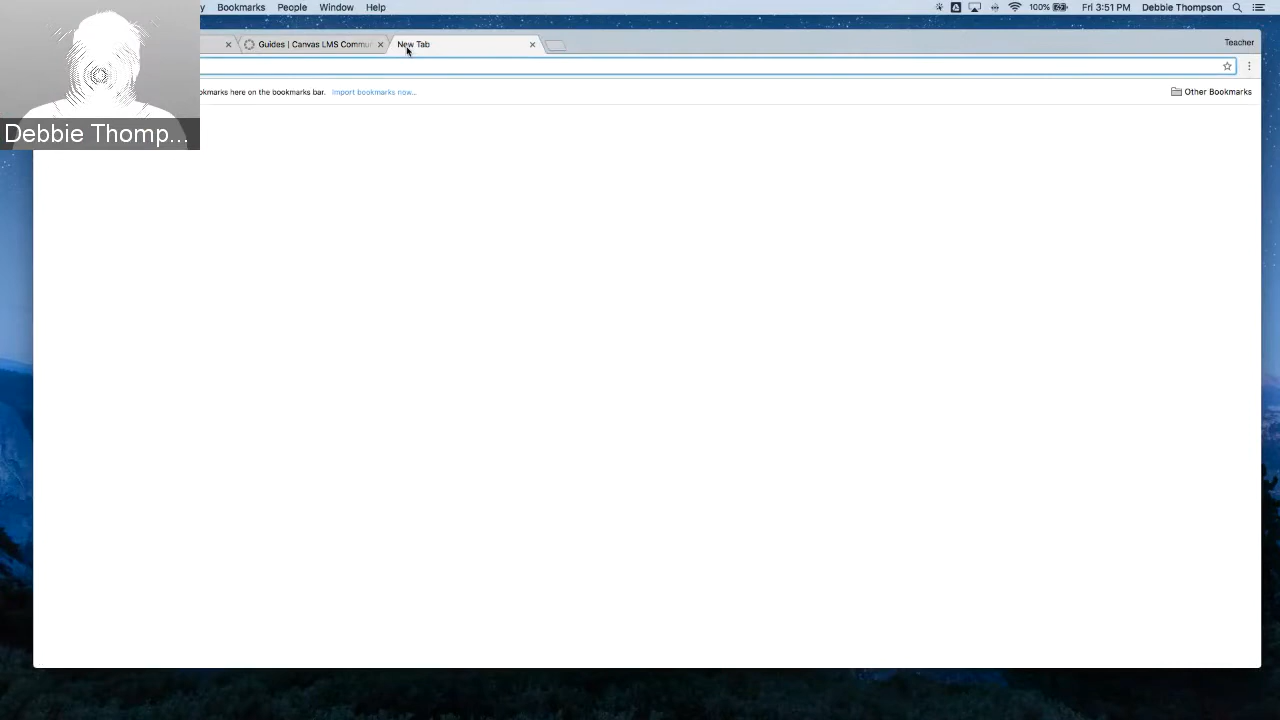 Bookmarks People Window Help 100% Fri 3:51 PM Debbie Thompson
Guides | Canvas LMS Commu New Tab Teacher
okmarks here on the bookmarks bar. Import bookmarks now... Other Bookmarks
Debbie Thomp...